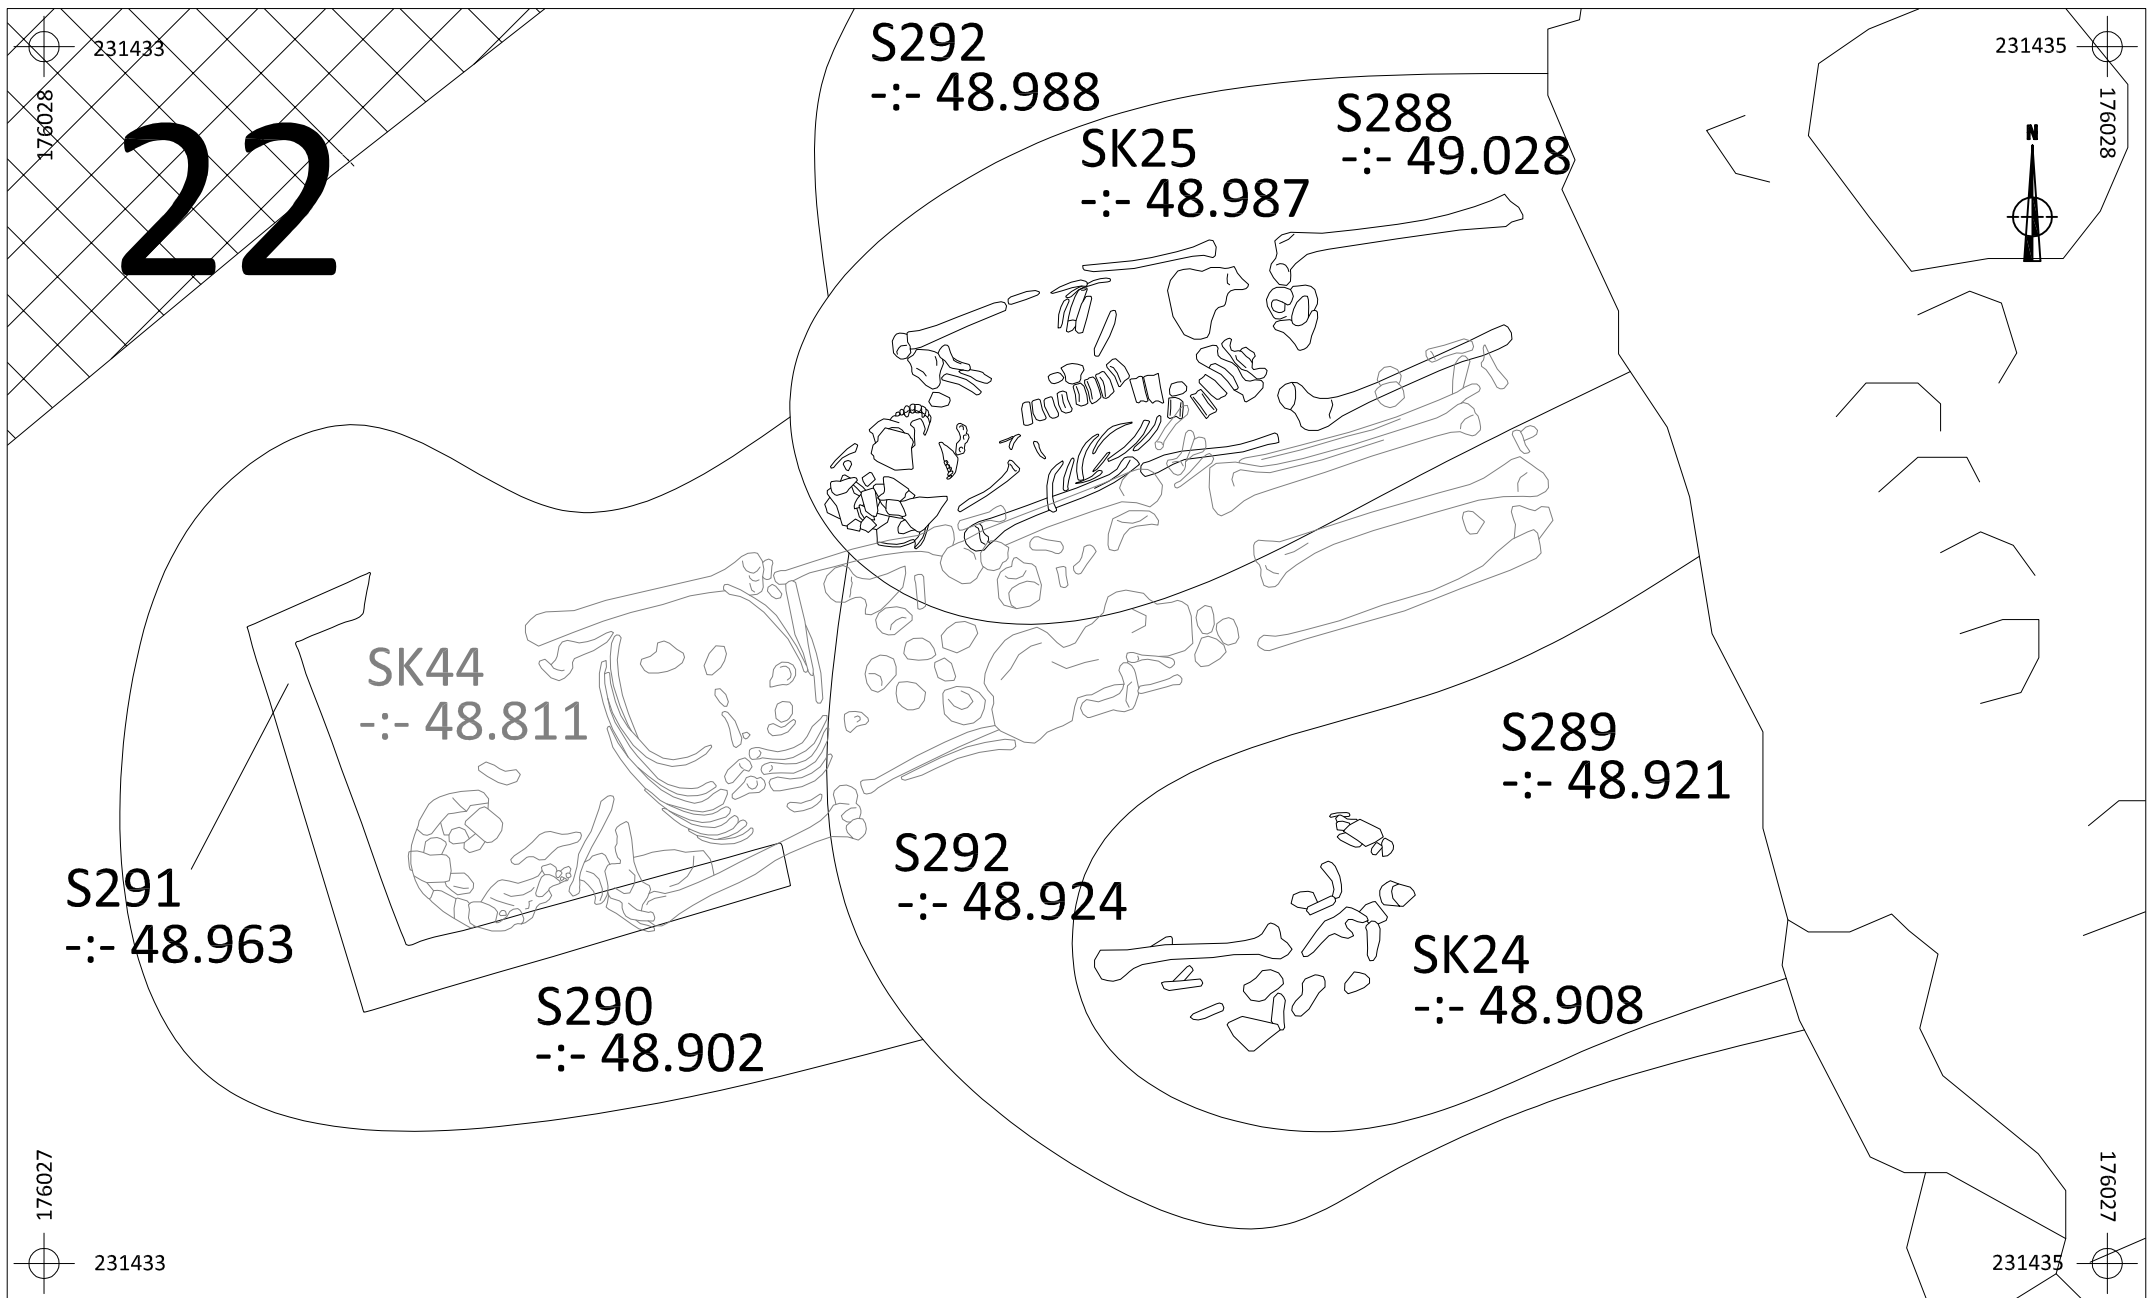 231433
176028
22
S292
-:- 48.988
SK25
-:- 48.987
S288
-:- 49.028
231435
176028
N
SK44
-:- 48.811
S289
-:- 48.921
S291
-:- 48.963
S292
-:- 48.924
SK24
-:- 48.908
S290
-:- 48.902
176027
231433
176027
231435